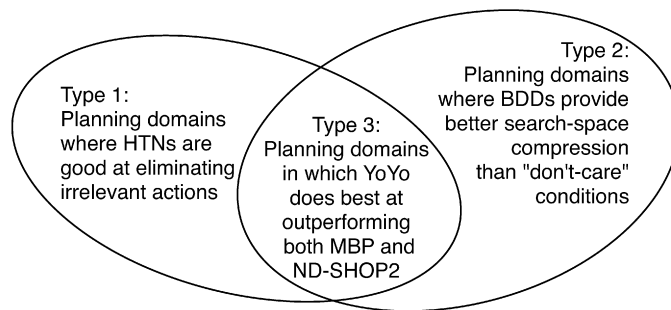 Type 1:
Planning domains
where HTNs are
good at eliminating
irrelevant actions
Type 3:
Planning domains
in which YoYo
does best at
outperforming
both MBP and
ND-SHOP2
Type 2:
Planning domains
where BDDs provide
better search-space
compression
than "don't-care"
conditions